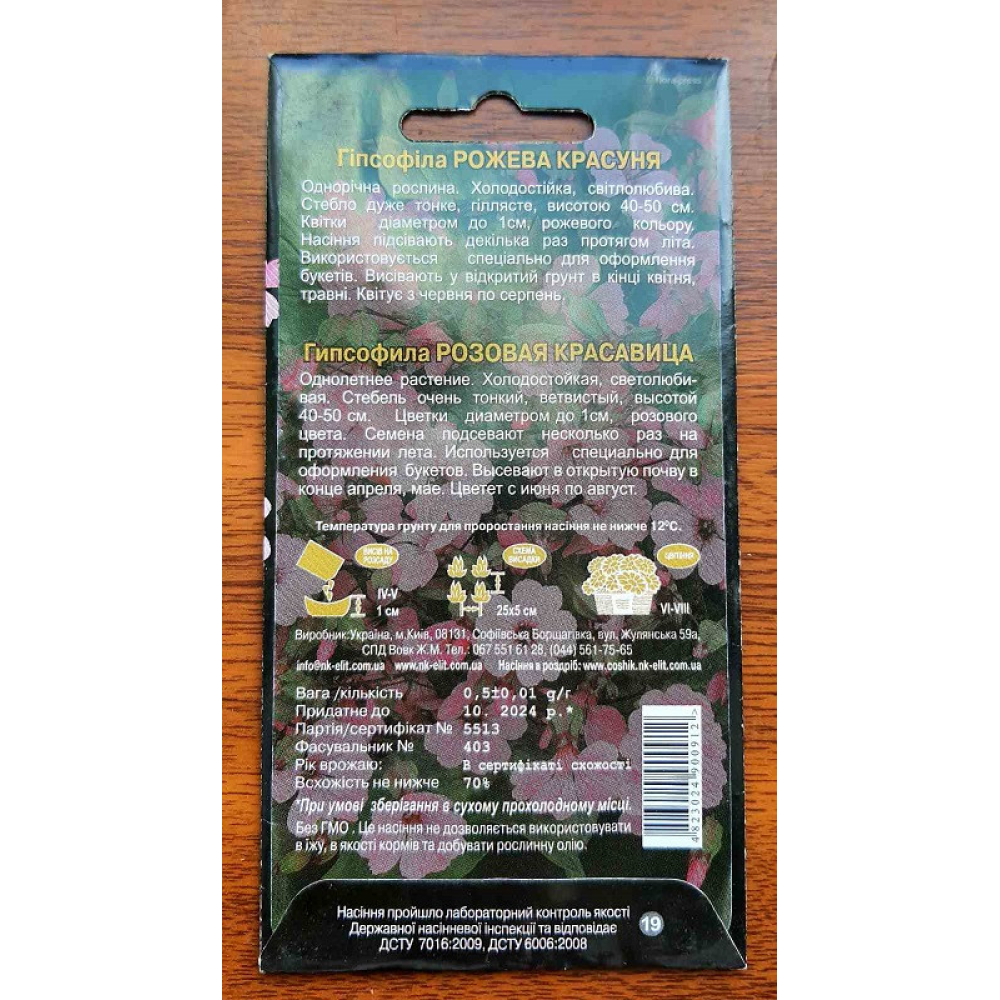 Гіпсофіла РОЖЕВА КРАСУНЯ
Однорічна рослина. Холодостійка, світлолюбива.
Стебло дуже тонке, гіллясте, висотою 40-50 см.
Квітки діаметром до 1см, рожевого кольору.
Насіння підсівають декілька раз протягом літа.
Використовується спеціально для оформлення
букетів. Висівають у відкритий грунт в кінці квітня,
травні. Квітує з червня по серпень.
Гипсофила РОЗОВАЯ КРАСАВИЦА
Однолетнее растение. Холодостойкая, светолюби-
вая. Стебель очень тонкий, ветвистый, высотой
40-50 см. Цветки диаметром до 1см, розового
цвета. Семена подсевают несколько раз на
протяжении лета. Используется специально для
оформления букетов. Высевают в открытую почву в
конце апреля, мае. Цветет с июня по август.
Температура грунту для проростання насіння не нижче 12°С.
ВИСІВ НА
РОЗСАДУ
IV-V
1 см
СХЕМА
ВИСАДКИ
25х5 см
ЦВІТІННЯ
VI-VIII
Виробник:Україна, м.Київ, 08131, Софіївська Борщагівка, вул. Жулянська 59а,
СПД Вовк Ж.М. Тел.: 067 551 61 28, (044) 561-75-65
info@nk-elit.com.ua www.nk-elit.com.ua Насіння в роздріб: www.coshik.nk-elit.com.ua
Вага /кількість 0,5±0,01 g/г
Придатне до 10. 2024 р.*
Партія/сертифікат № 5513
Фасувальник № 403
Рік врожаю: В сертифікаті схожості
Всхожість не нижче 70%
*При умові зберігання в сухому прохолодному місці.
Без ГМО . Це насіння не дозволяється використовувати
в їжу, в якості кормів та добувати рослинну олію.
4823024900912>
Насіння пройшло лабораторний контроль якості
Державної насінневої інспекції та відповідає
ДСТУ 7016:2009, ДСТУ 6006:2008
19